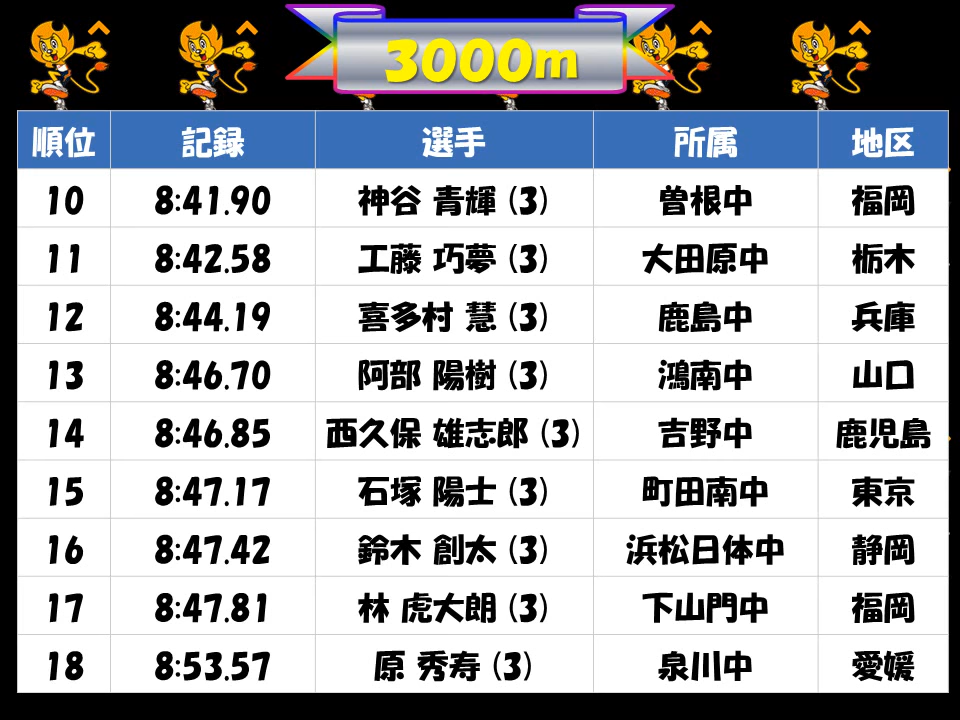 3000m
順位 記録 選手 所属 地区
10 8:41.90 神谷 青輝 (3) 曽根中 福岡
11 8:42.58 工藤 巧夢 (3) 大田原中 栃木
12 8:44.19 喜多村 慧 (3) 鹿島中 兵庫
13 8:46.70 阿部 陽樹 (3) 鴻南中 山口
14 8:46.85 西久保 雄志郎 (3) 吉野中 鹿児島
15 8:47.17 石塚 陽士 (3) 町田南中 東京
16 8:47.42 鈴木 創太 (3) 浜松日体中 静岡
17 8:47.81 林 虎大朗 (3) 下山門中 福岡
18 8:53.57 原 秀寿 (3) 泉川中 愛媛